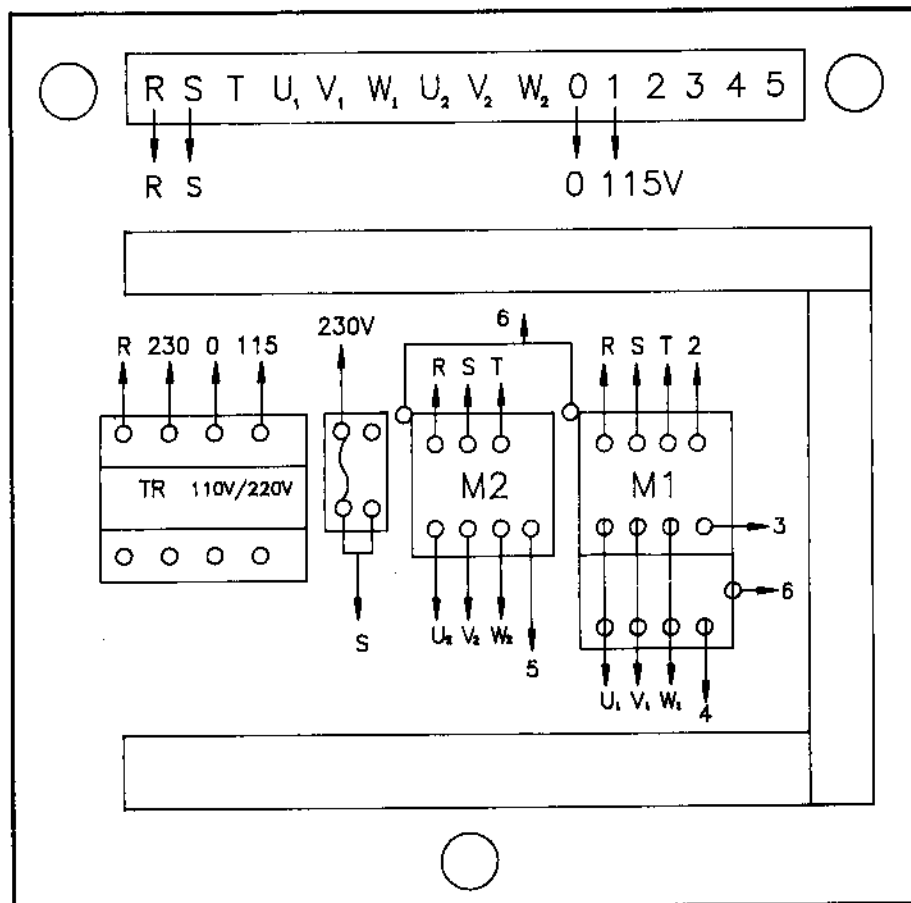 R S T U₁ V₁ W₁ U₂ V₂ W₂ 0 1 2 3 4 5
R S 0 115V
230V 6
R 230 0 115 R S T R S T 2
TR 110V/220V M2 M1
3
6
S U₂ V₂ W₂ 5 U₁ V₁ W₁ 4